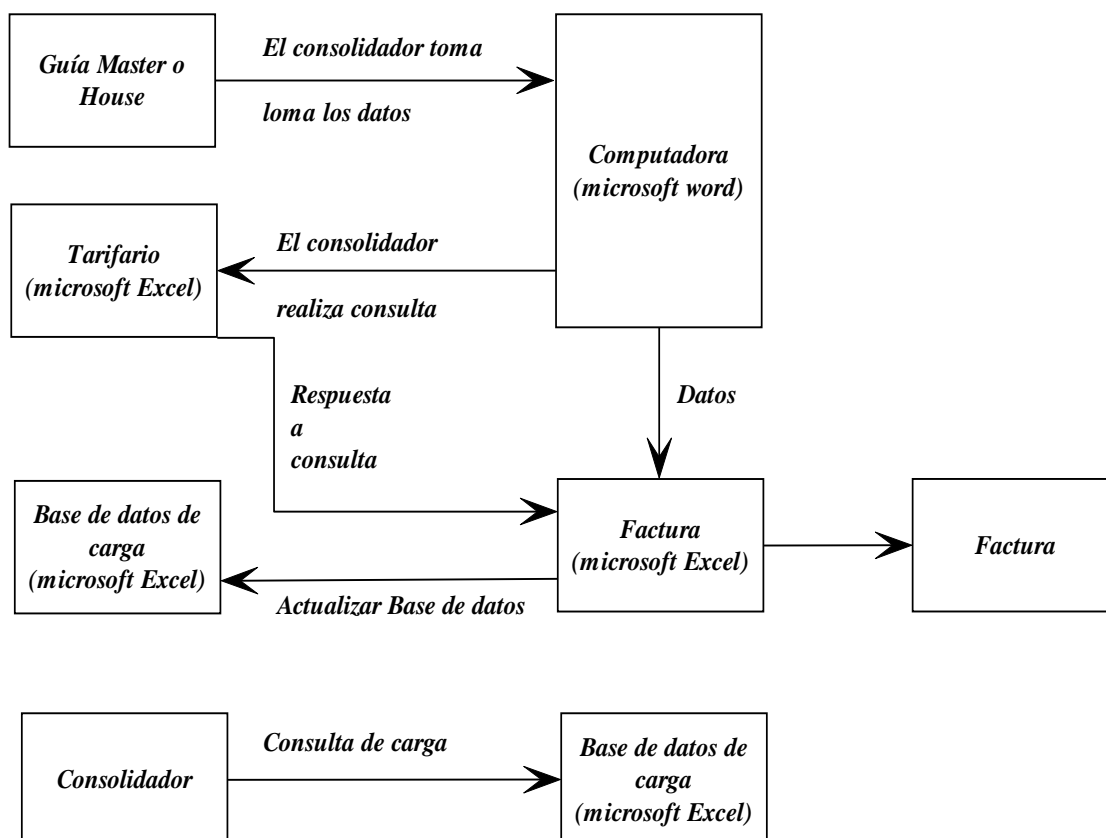 Guía Master o
House
El consolidador toma
loma los datos
Computadora
(microsoft word)
Tarifario
(microsoft Excel)
El consolidador
realiza consulta
Respuesta
a
consulta
Datos
Base de datos de
carga
(microsoft Excel)
Actualizar Base de datos
Factura
(microsoft Excel)
Factura
Consolidador
Consulta de carga
Base de datos de
carga
(microsoft Excel)